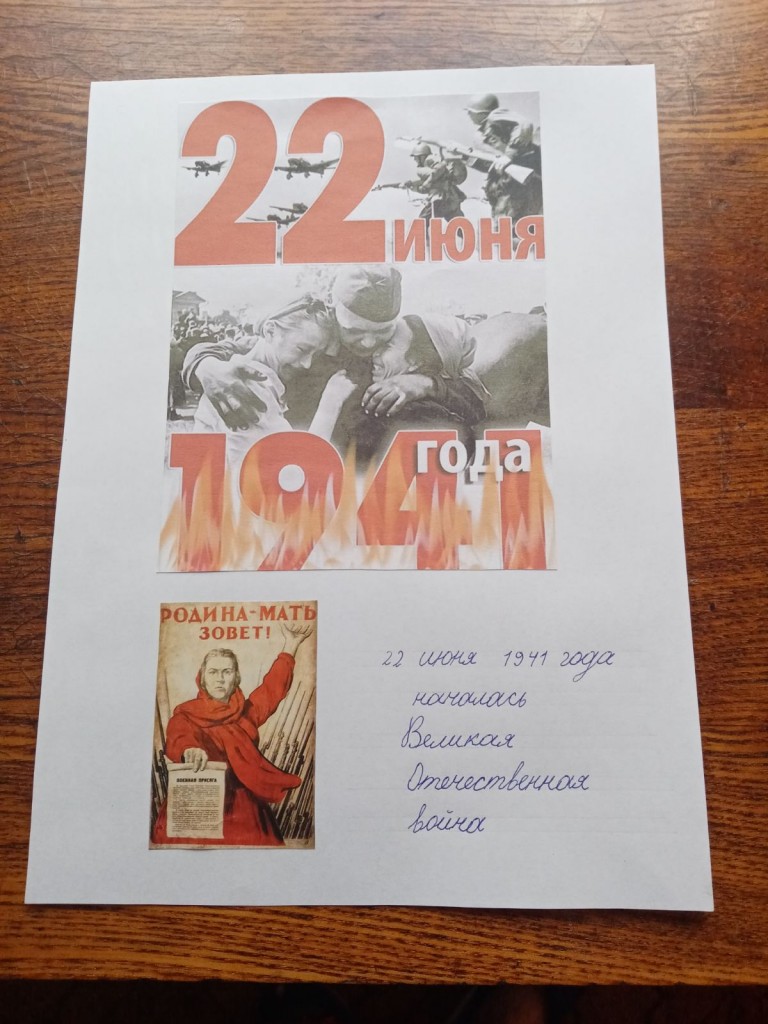 22
ИЮНЯ
1941
года
РОДИНА-МАТЬ
ЗОВЕТ!
ВОЕННАЯ ПРИСЯГА
22 июня 1941 года
началась
Великая
Отечественная
война